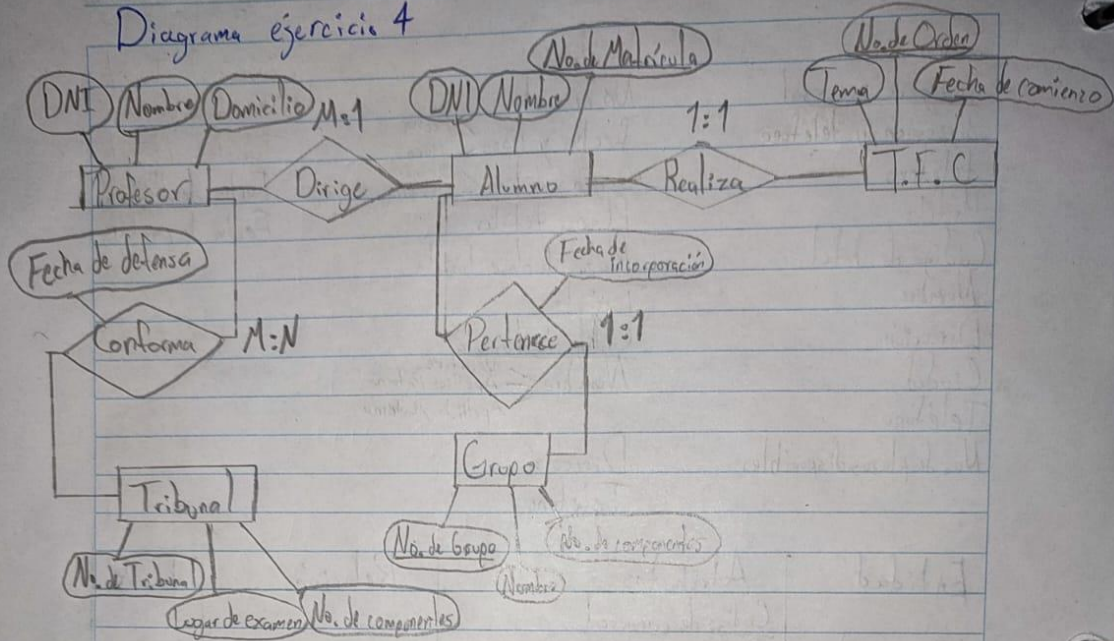 Diagrama ejercicio 4
No. de Orden
No. de Matrícula
DNI Nombre Domicilio M:1 DNI Nombre 1:1 Tema Fecha de comienzo
Profesor Dirige Alumno Realiza T.F.C
Fecha de defensa
Fecha de
incorporación
Conforma M:N Pertenece 1:1
Grupo
Tribunal
No. de Grupo No. de componentes
No. de Tribunal Nombre
Lugar de examen No. de componentes